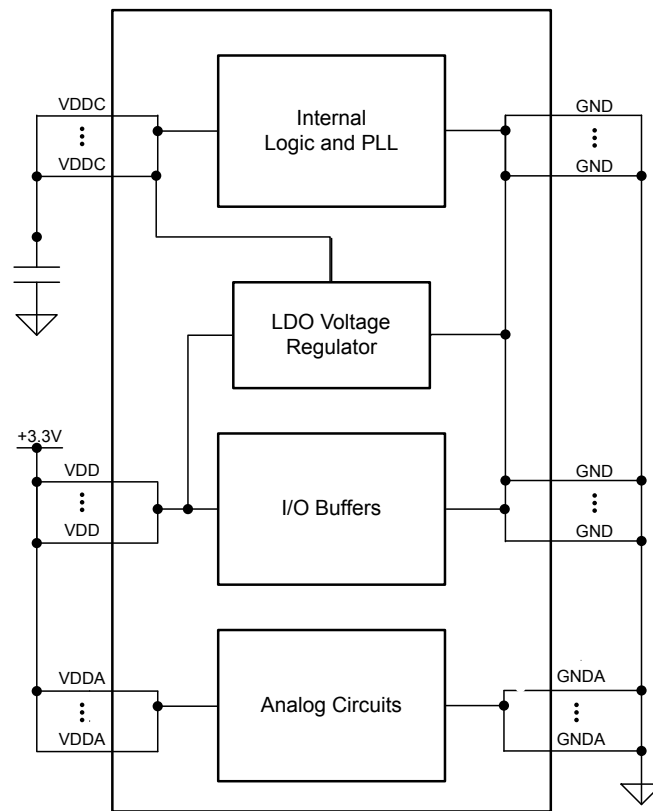 VDDC
VDDC
Internal
Logic and PLL
GND
GND
LDO Voltage
Regulator
+3.3V
VDD
VDD
I/O Buffers
GND
GND
VDDA
VDDA
Analog Circuits
GNDA
GNDA